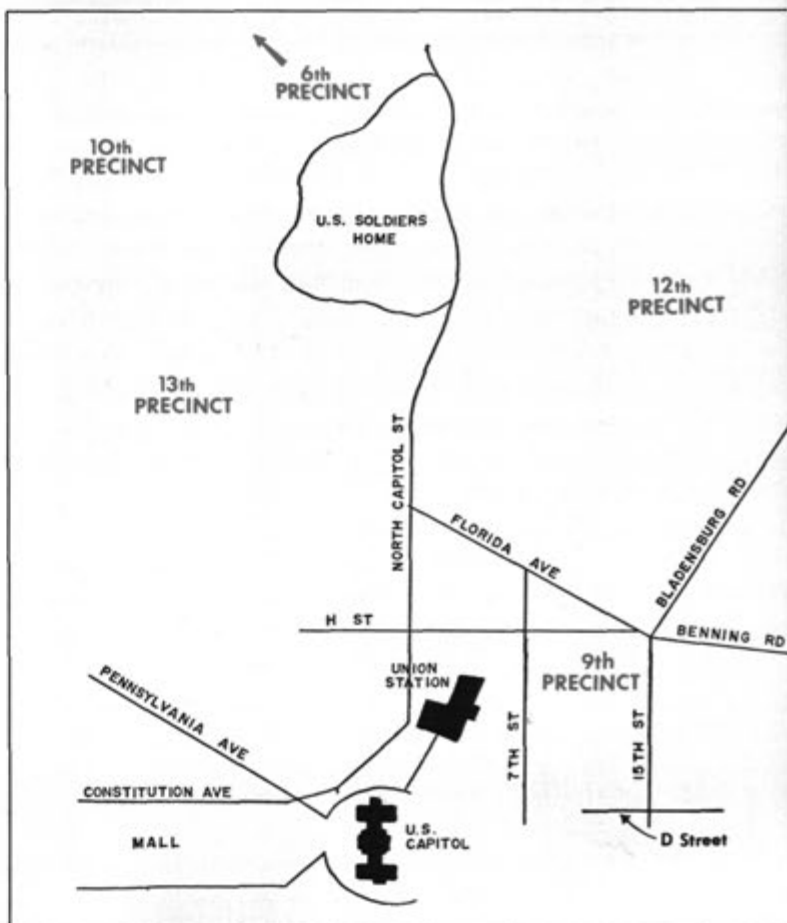 6th
PRECINCT
10th
PRECINCT
U.S. SOLDIERS
HOME
12th
PRECINCT
13th
PRECINCT
NORTH CAPITOL ST
FLORIDA AVE
BLADENSBURG RD
H ST
BENNING RD
UNION
STATION
9th
PRECINCT
PENNSYLVANIA AVE
7TH ST
15TH ST
CONSTITUTION AVE
MALL
U.S.
CAPITOL
D Street